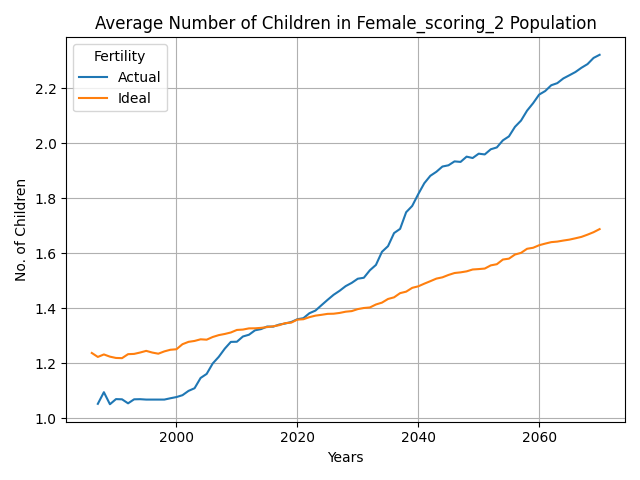 Average Number of Children in Female_scoring_2 Population
Fertility
Actual
Ideal
No. of Children
2.2
2.0
1.8
1.6
1.4
1.2
1.0
2000 2020 2040 2060
Years